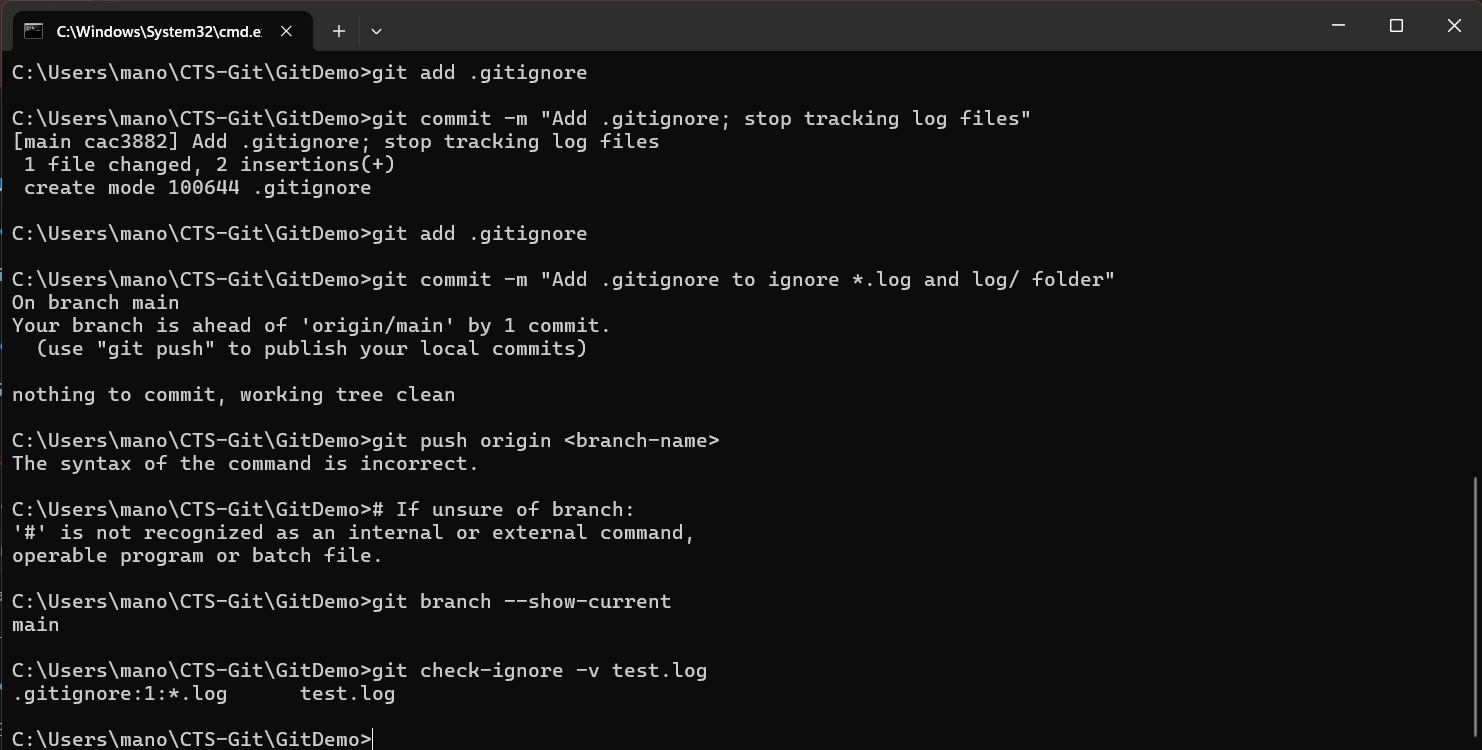 C:\Windows\System32\cmd.e
C:\Users\mano\CTS-Git\GitDemo>git add .gitignore
C:\Users\mano\CTS-Git\GitDemo>git commit -m "Add .gitignore; stop tracking log files"
[main cac3882] Add .gitignore; stop tracking log files
 1 file changed, 2 insertions(+)
 create mode 100644 .gitignore
C:\Users\mano\CTS-Git\GitDemo>git add .gitignore
C:\Users\mano\CTS-Git\GitDemo>git commit -m "Add .gitignore to ignore *.log and log/ folder"
On branch main
Your branch is ahead of 'origin/main' by 1 commit.
  (use "git push" to publish your local commits)
nothing to commit, working tree clean
C:\Users\mano\CTS-Git\GitDemo>git push origin <branch-name>
The syntax of the command is incorrect.
C:\Users\mano\CTS-Git\GitDemo># If unsure of branch:
'#' is not recognized as an internal or external command,
operable program or batch file.
C:\Users\mano\CTS-Git\GitDemo>git branch --show-current
main
C:\Users\mano\CTS-Git\GitDemo>git check-ignore -v test.log
.gitignore:1:*.log      test.log
C:\Users\mano\CTS-Git\GitDemo>